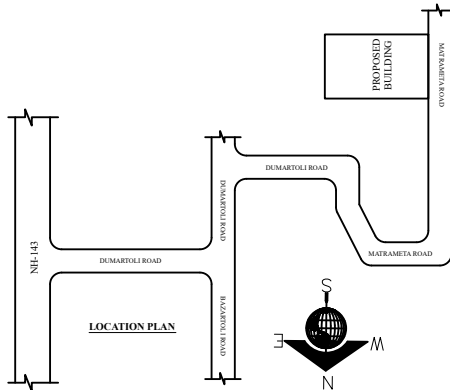 PROPOSED
BUILDING
MATRAMETA ROAD
DUMARTOLI ROAD
DUMARTOLI ROAD
MATRAMETA ROAD
NH-143
DUMARTOLI ROAD
BAZARTOLI ROAD
LOCATION PLAN
S
E
W
N